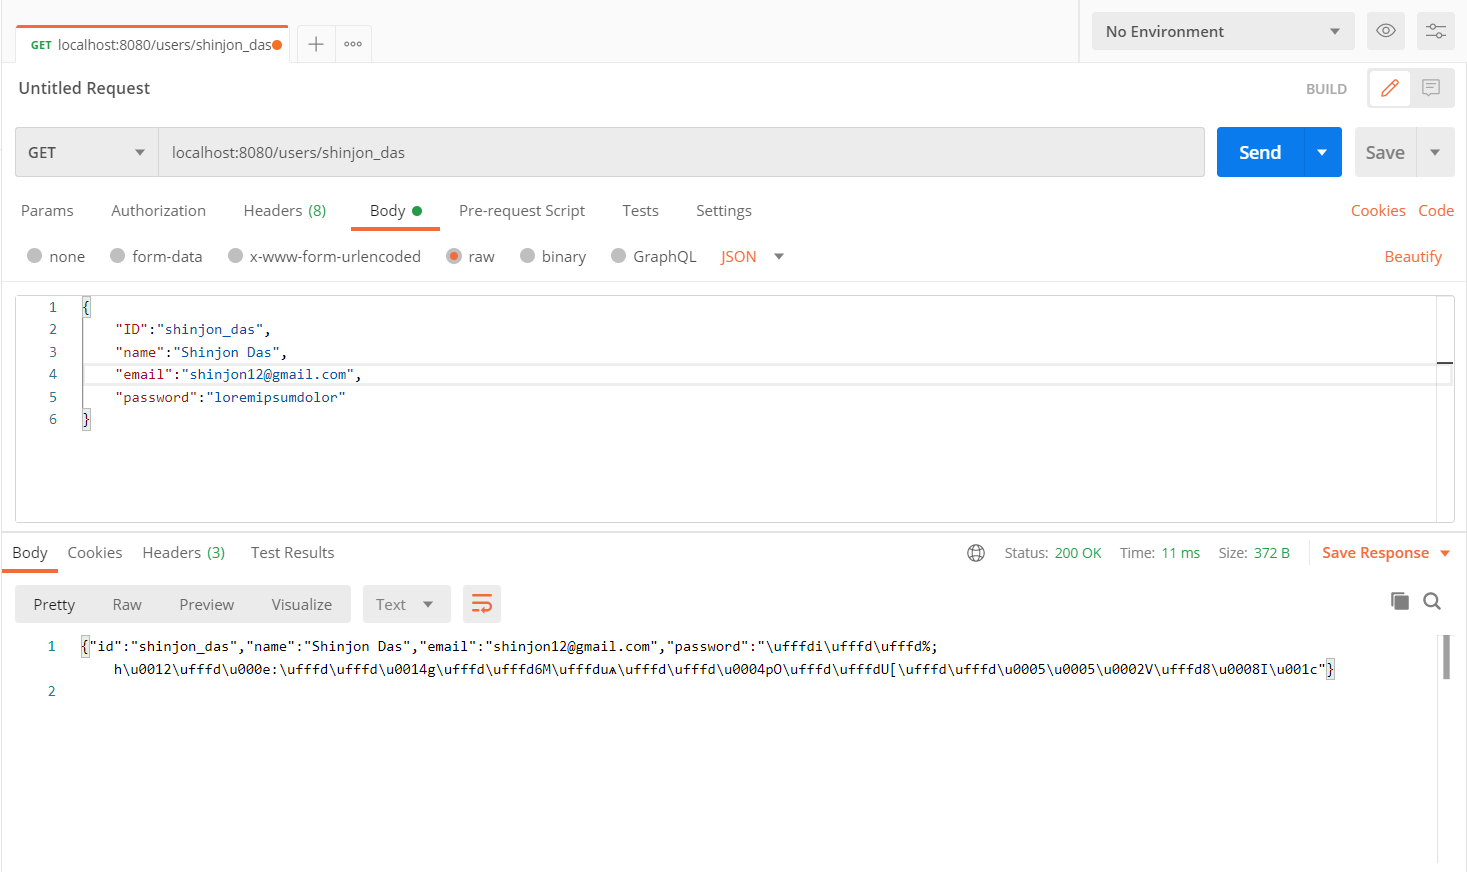 GET localhost:8080/users/shinjon_das
No Environment
Untitled Request
BUILD
GET localhost:8080/users/shinjon_das Send Save
Params Authorization Headers (8) Body Pre-request Script Tests Settings Cookies Code
none form-data x-www-form-urlencoded raw binary GraphQL JSON Beautify
1 {
2 "ID":"shinjon_das",
3 "name":"Shinjon Das",
4 "email":"shinjon12@gmail.com",
5 "password":"loremipsumdolor"
6 }
Body Cookies Headers (3) Test Results Status: 200 OK Time: 11 ms Size: 372 B Save Response
Pretty Raw Preview Visualize Text
1 {"id":"shinjon_das","name":"Shinjon Das","email":"shinjon12@gmail.com","password":"\ufffdi\ufffd\ufffd%;
h\u0012\ufffd\u000e:\ufffd\ufffd\u0014g\ufffd\ufffd6M\ufffduѧ\ufffd\ufffd\u0004pO\ufffd\ufffdU[\ufffd\ufffd\u0005\u0005\u0002V\ufffd8\u0008I\u001c"}
2